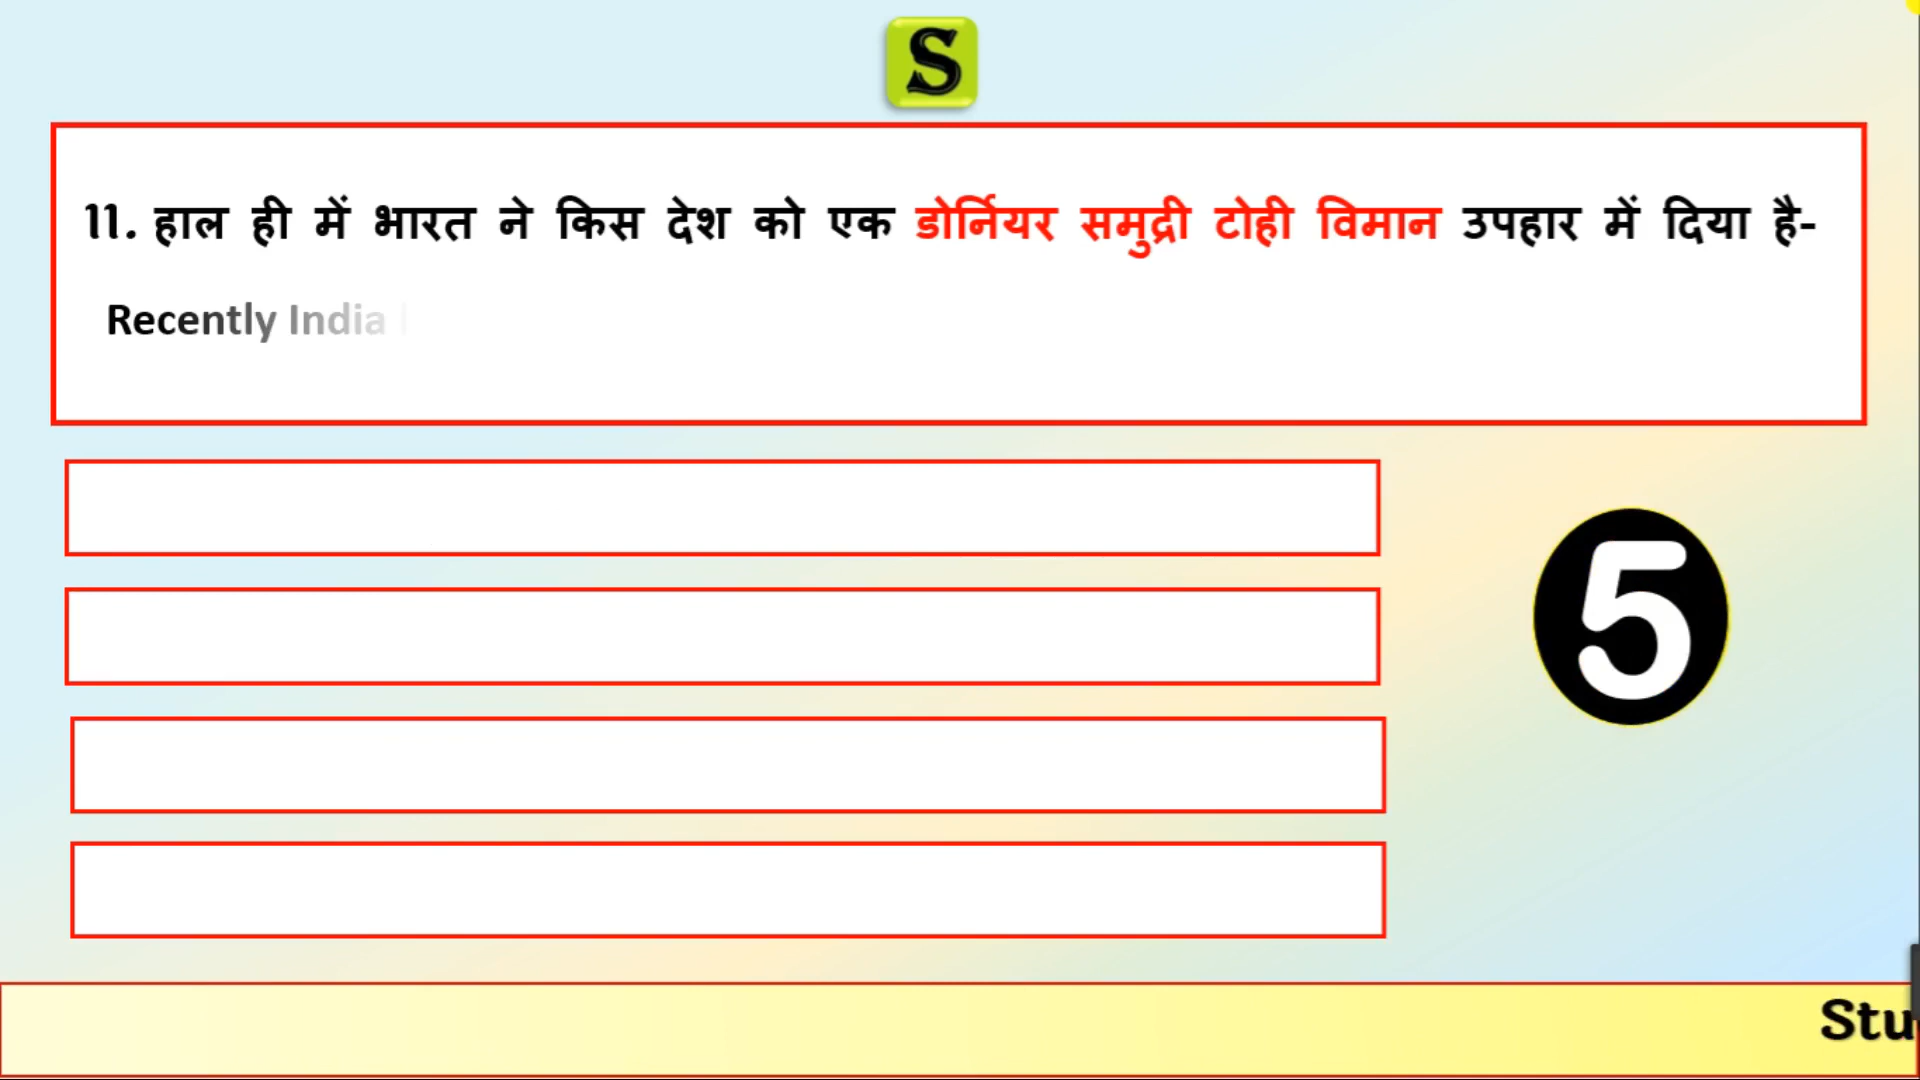 S
11. हाल ही में भारत ने किस देश को एक डोर्नियर समुद्री टोही विमान उपहार में दिया है-
Recently India
5
Stu